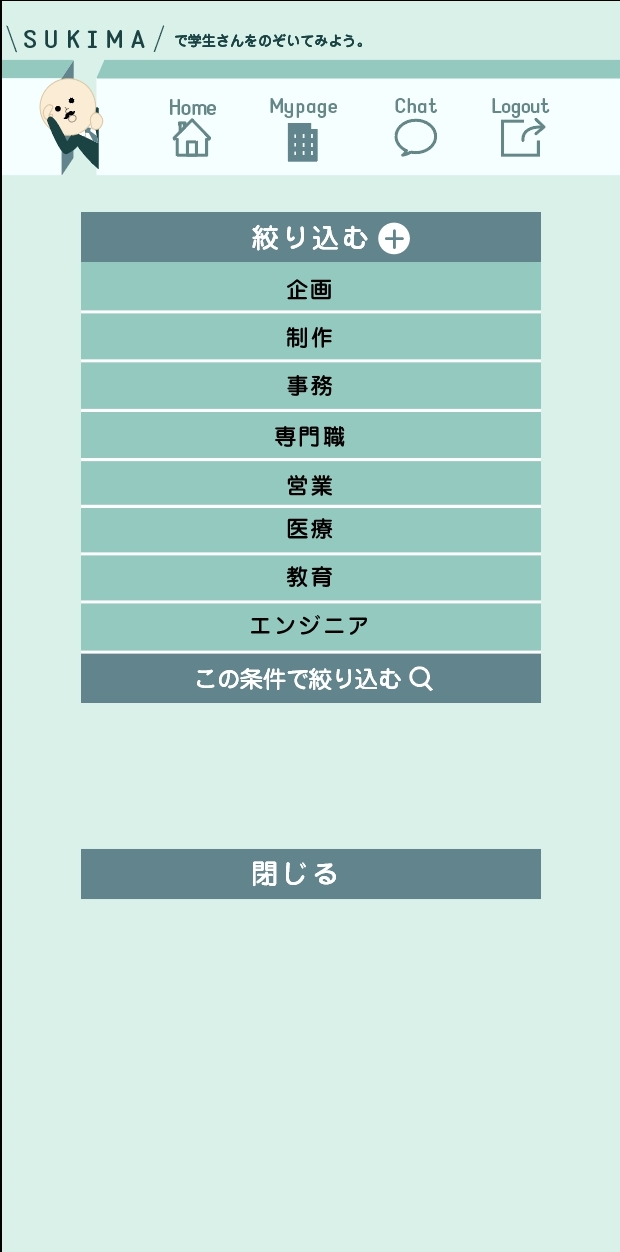 \SUKIMA/ で学生さんをのぞいてみよう。
Home Mypage Chat Logout
絞り込む
企画
制作
事務
専門職
営業
医療
教育
エンジニア
この条件で絞り込む
閉じる